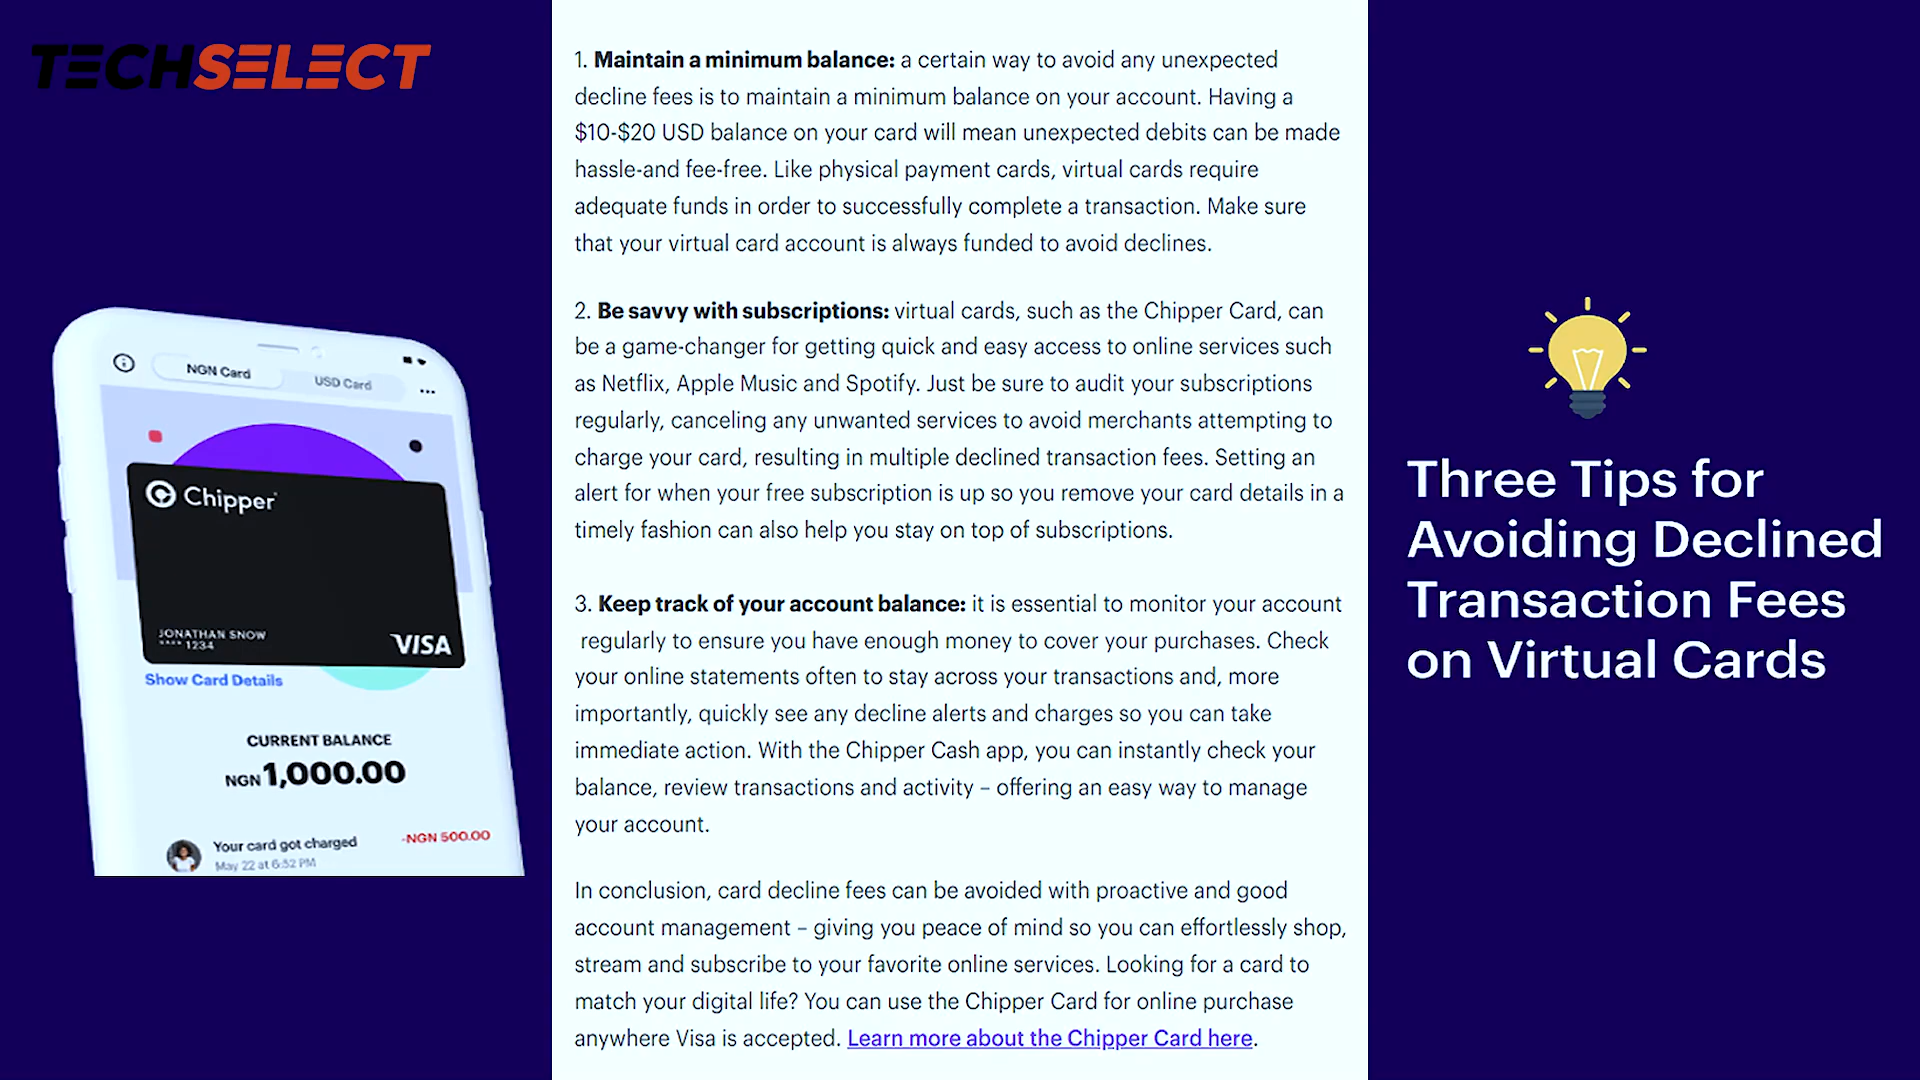 TECHSELECT
NGN Card
USD Card
Chipper
JONATHAN SNOW
**** 1234
VISA
Show Card Details
CURRENT BALANCE
NGN 1,000.00
Your card got charged
-NGN 500.00
May 22 at 6:32 PM
1. Maintain a minimum balance: a certain way to avoid any unexpected
decline fees is to maintain a minimum balance on your account. Having a
$10-$20 USD balance on your card will mean unexpected debits can be made
hassle-and fee-free. Like physical payment cards, virtual cards require
adequate funds in order to successfully complete a transaction. Make sure
that your virtual card account is always funded to avoid declines.
2. Be savvy with subscriptions: virtual cards, such as the Chipper Card, can
be a game-changer for getting quick and easy access to online services such
as Netflix, Apple Music and Spotify. Just be sure to audit your subscriptions
regularly, canceling any unwanted services to avoid merchants attempting to
charge your card, resulting in multiple declined transaction fees. Setting an
alert for when your free subscription is up so you remove your card details in a
timely fashion can also help you stay on top of subscriptions.
3. Keep track of your account balance: it is essential to monitor your account
regularly to ensure you have enough money to cover your purchases. Check
your online statements often to stay across your transactions and, more
importantly, quickly see any decline alerts and charges so you can take
immediate action. With the Chipper Cash app, you can instantly check your
balance, review transactions and activity – offering an easy way to manage
your account.
In conclusion, card decline fees can be avoided with proactive and good
account management – giving you peace of mind so you can effortlessly shop,
stream and subscribe to your favorite online services. Looking for a card to
match your digital life? You can use the Chipper Card for online purchase
anywhere Visa is accepted. Learn more about the Chipper Card here.
Three Tips for
Avoiding Declined
Transaction Fees
on Virtual Cards